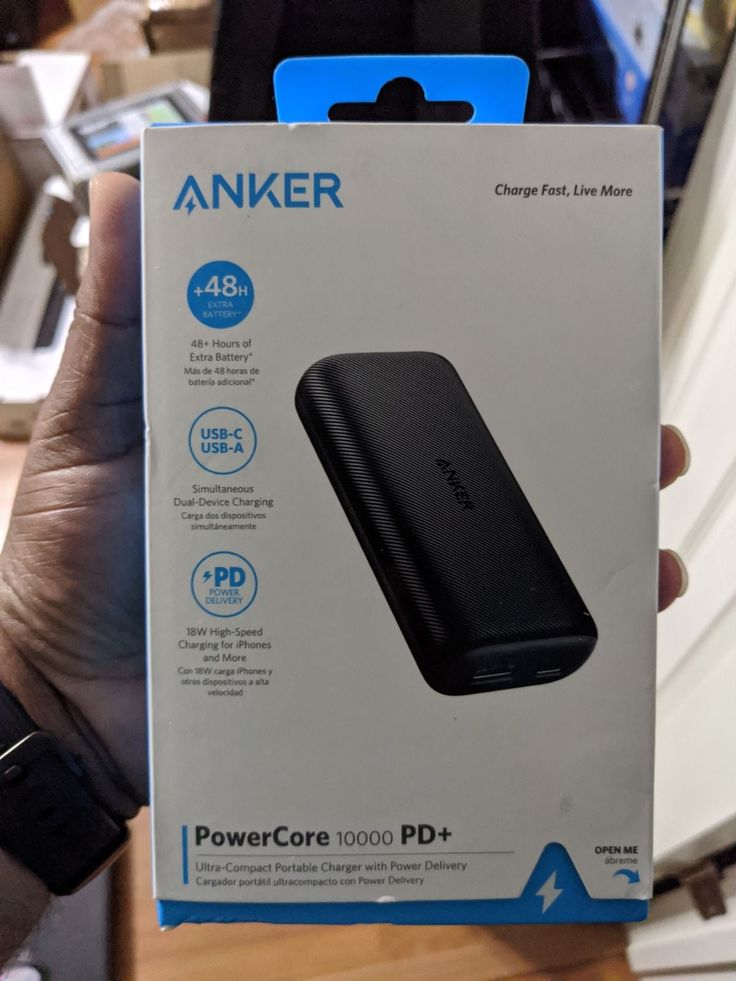 ANKER
Charge Fast, Live More
+48H
EXTRA
BATTERY*
48+ Hours of
Extra Battery*
Más de 48 horas de
batería adicional*
USB-C
USB-A
Simultaneous
Dual-Device Charging
Carga dos dispositivos
simultáneamente
PD
POWER
DELIVERY
18W High-Speed
Charging for iPhones
and More
Con 18W carga iPhones y
otros dispositivos a alta
velocidad
ANKER
PowerCore 10000 PD+
Ultra-Compact Portable Charger with Power Delivery
Cargador portátil ultracompacto con Power Delivery
OPEN ME
ábreme